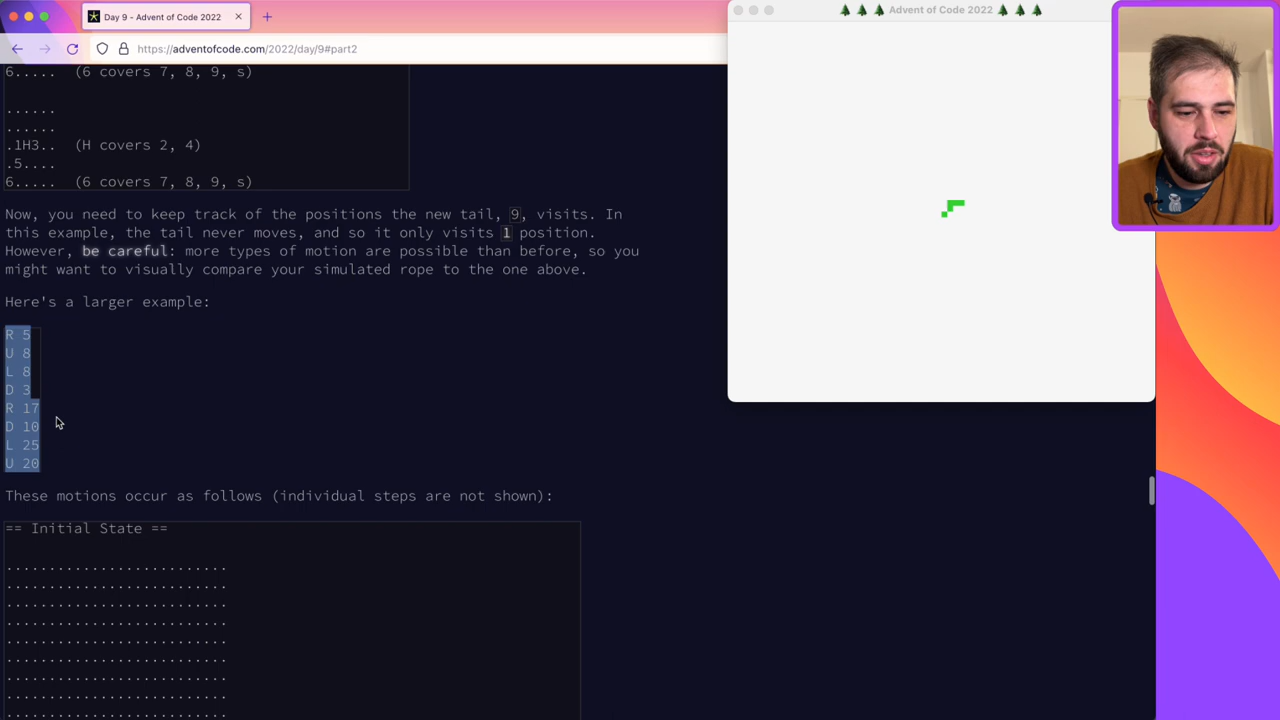 Day 9 - Advent of Code 2022
https://adventofcode.com/2022/day/9#part2
🌲 🌲 🌲 Advent of Code 2022 🌲 🌲 🌲
6..... (6 covers 7, 8, 9, s)
......
......
.1H3.. (H covers 2, 4)
.5....
6..... (6 covers 7, 8, 9, s)
Now, you need to keep track of the positions the new tail, 9, visits. In
this example, the tail never moves, and so it only visits 1 position.
However, be careful: more types of motion are possible than before, so you
might want to visually compare your simulated rope to the one above.
Here's a larger example:
R 5
U 8
L 8
D 3
R 17
D 10
L 25
U 20
These motions occur as follows (individual steps are not shown):
== Initial State ==
..........................
..........................
..........................
..........................
..........................
..........................
..........................
..........................
..........................